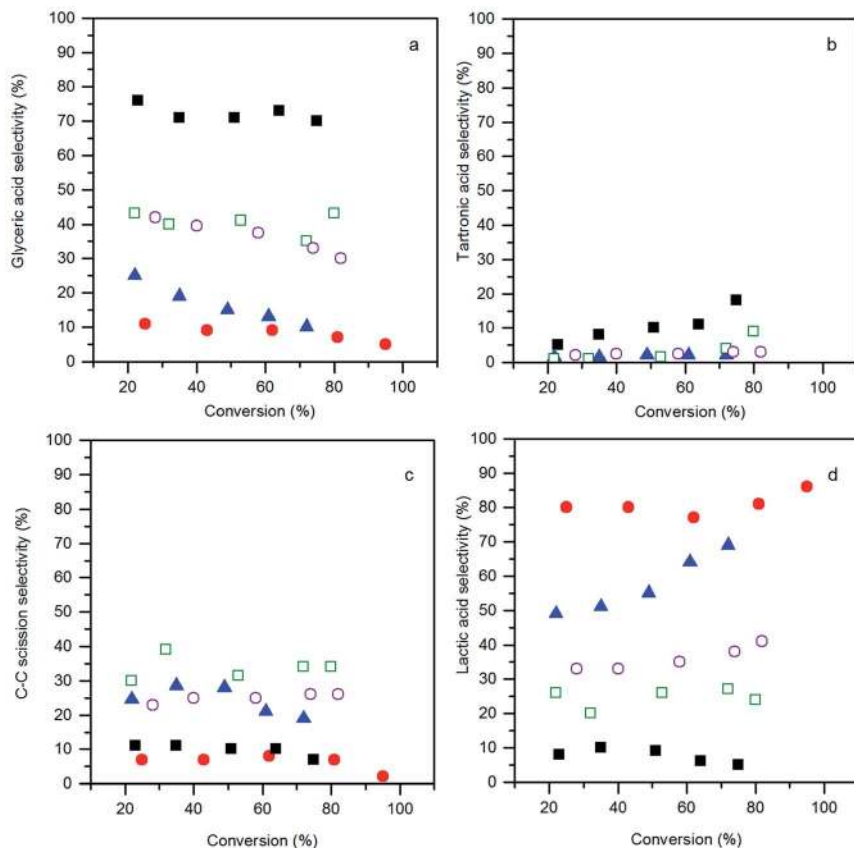 a
Glyceric acid selectivity (%)
100
90
80
70
60
50
40
30
20
10
0
20 40 60 80 100
Conversion (%)
b
Tartronic acid selectivity (%)
100
90
80
70
60
50
40
30
20
10
0
20 40 60 80 100
Conversion (%)
c
C-C scission selectivity (%)
100
90
80
70
60
50
40
30
20
10
0
20 40 60 80 100
Conversion (%)
d
Lactic acid selectivity (%)
100
90
80
70
60
50
40
30
20
10
0
20 40 60 80 100
Conversion (%)